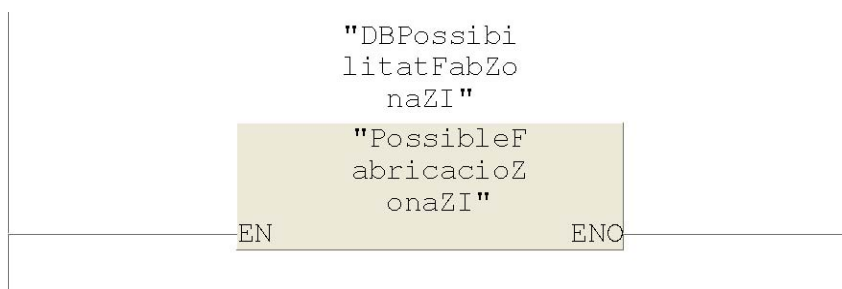 "DBPossibi
litatFabZo
naZI"
"PossibleF
abricacioZ
onaZI"
EN ENO